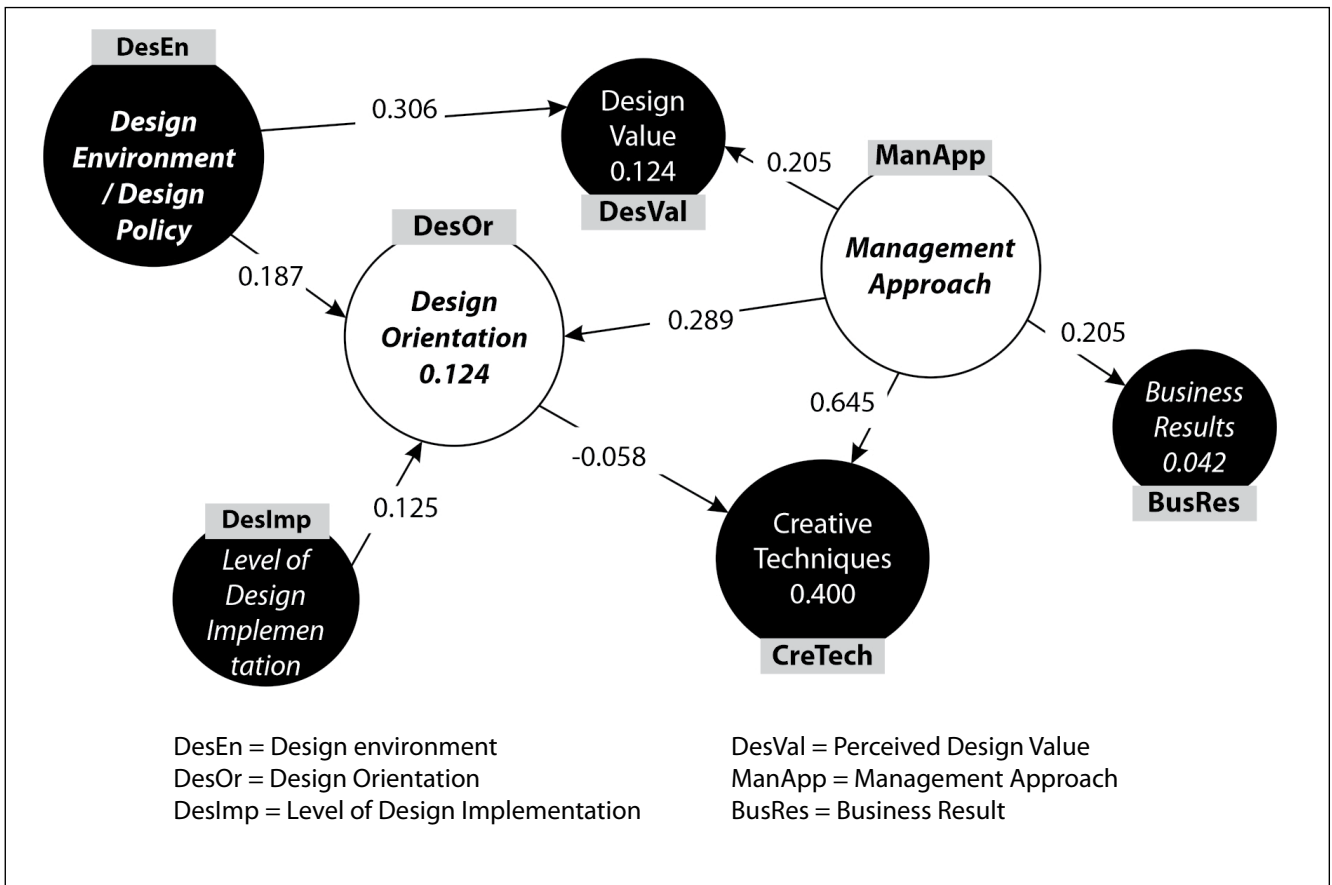 DesEn
Design
Environment
/ Design
Policy
0.306
Design
Value
0.124
DesVal
0.205
ManApp
Management
Approach
0.187
DesOr
Design
Orientation
0.124
0.289
0.205
Business
Results
0.042
BusRes
0.645
-0.058
DesImp
Level of
Design
Implemen
tation
0.125
Creative
Techniques
0.400
CreTech
DesEn = Design environment
DesOr = Design Orientation
DesImp = Level of Design Implementation
DesVal = Perceived Design Value
ManApp = Management Approach
BusRes = Business Result